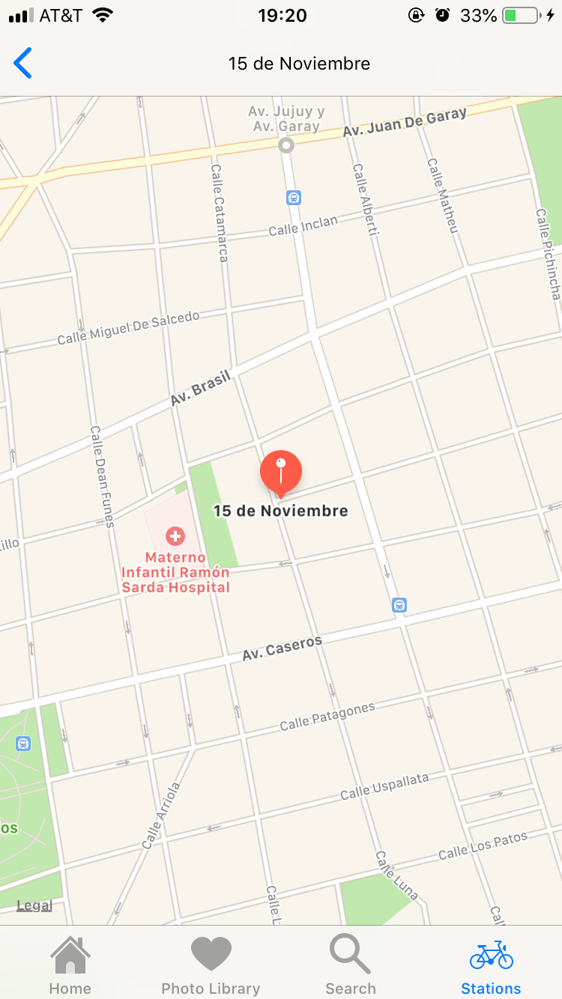 AT&T 19:20 33%
15 de Noviembre
Av. Jujuy y
Av. Garay
Av. Juan De Garay
Calle Catamarca
Calle Alberti
Calle Matheu
Calle Inclan
Calle Pichincha
Calle Miguel De Salcedo
Av. Brasil
Calle Dean Funes
15 de Noviembre
illo
Materno
Infantil Ramón
Sarda Hospital
Av. Caseros
Calle Patagones
Calle Uspallata
Calle Arriola
os
Calle Los Patos
Calle Luna
Legal
Calle L
Cal
Home Photo Library Search Stations